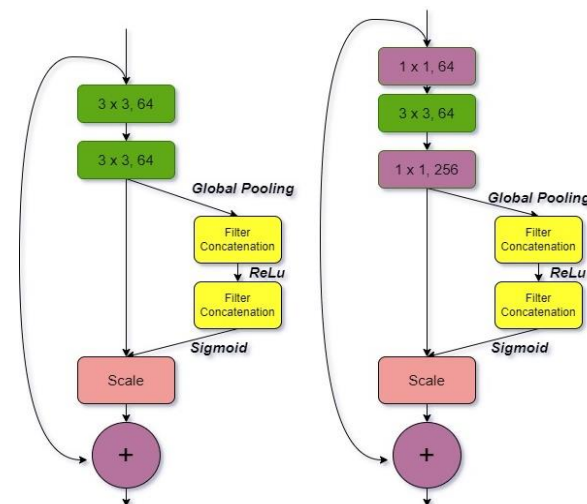 3 x 3, 64
3 x 3, 64
Global Pooling
Filter
Concatenation
ReLu
Filter
Concatenation
Sigmoid
Scale
+
1 x 1, 64
3 x 3, 64
1 x 1, 256
Global Pooling
Filter
Concatenation
ReLu
Filter
Concatenation
Sigmoid
Scale
+